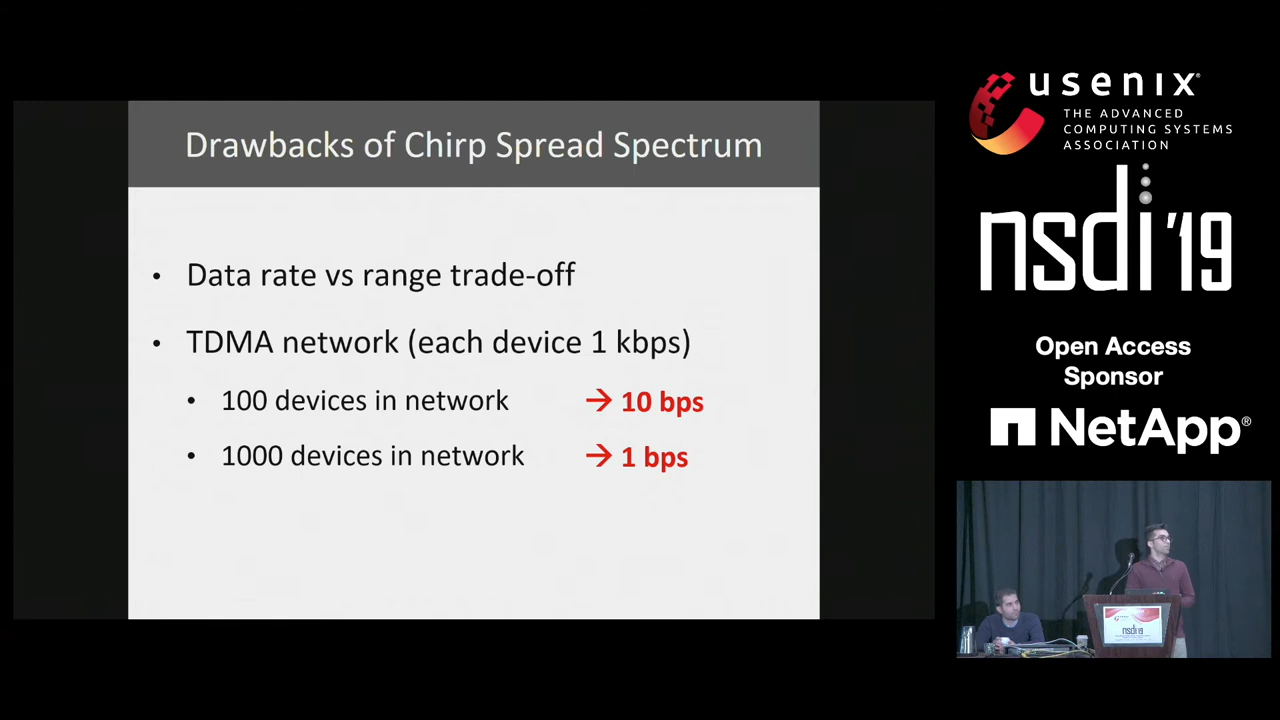 Drawbacks of Chirp Spread Spectrum
• Data rate vs range trade-off
• TDMA network (each device 1 kbps)
• 100 devices in network → 10 bps
• 1000 devices in network → 1 bps
usenix®
THE ADVANCED
COMPUTING SYSTEMS
ASSOCIATION
nsdi '19
Open Access
Sponsor
NetApp®
nsdi'19